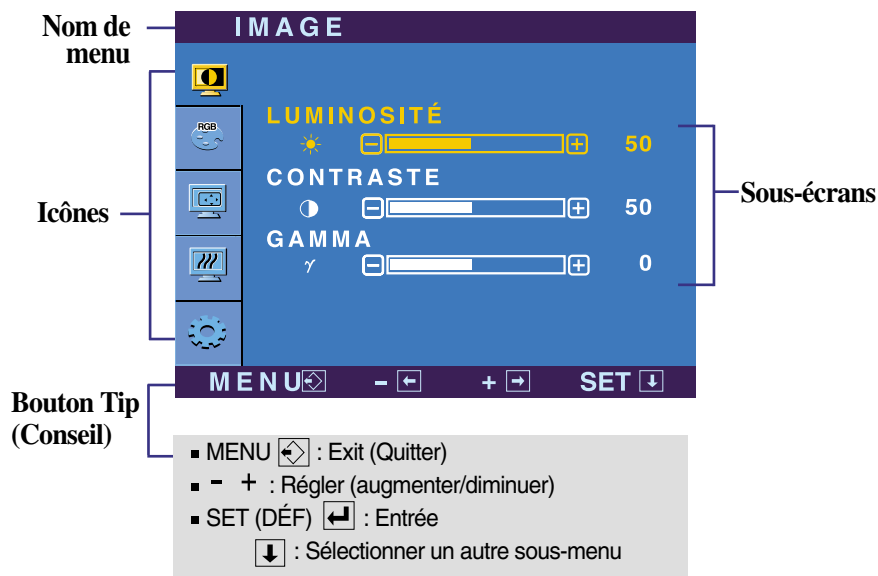 Nom de
menu
IMAGE
RGB
LUMINOSITÉ
50
CONTRASTE
50
GAMMA
γ
0
Icônes
Sous-écrans
MENU - + SET
Bouton Tip
(Conseil)
MENU : Exit (Quitter)
- + : Régler (augmenter/diminuer)
SET (DÉF) : Entrée
: Sélectionner un autre sous-menu